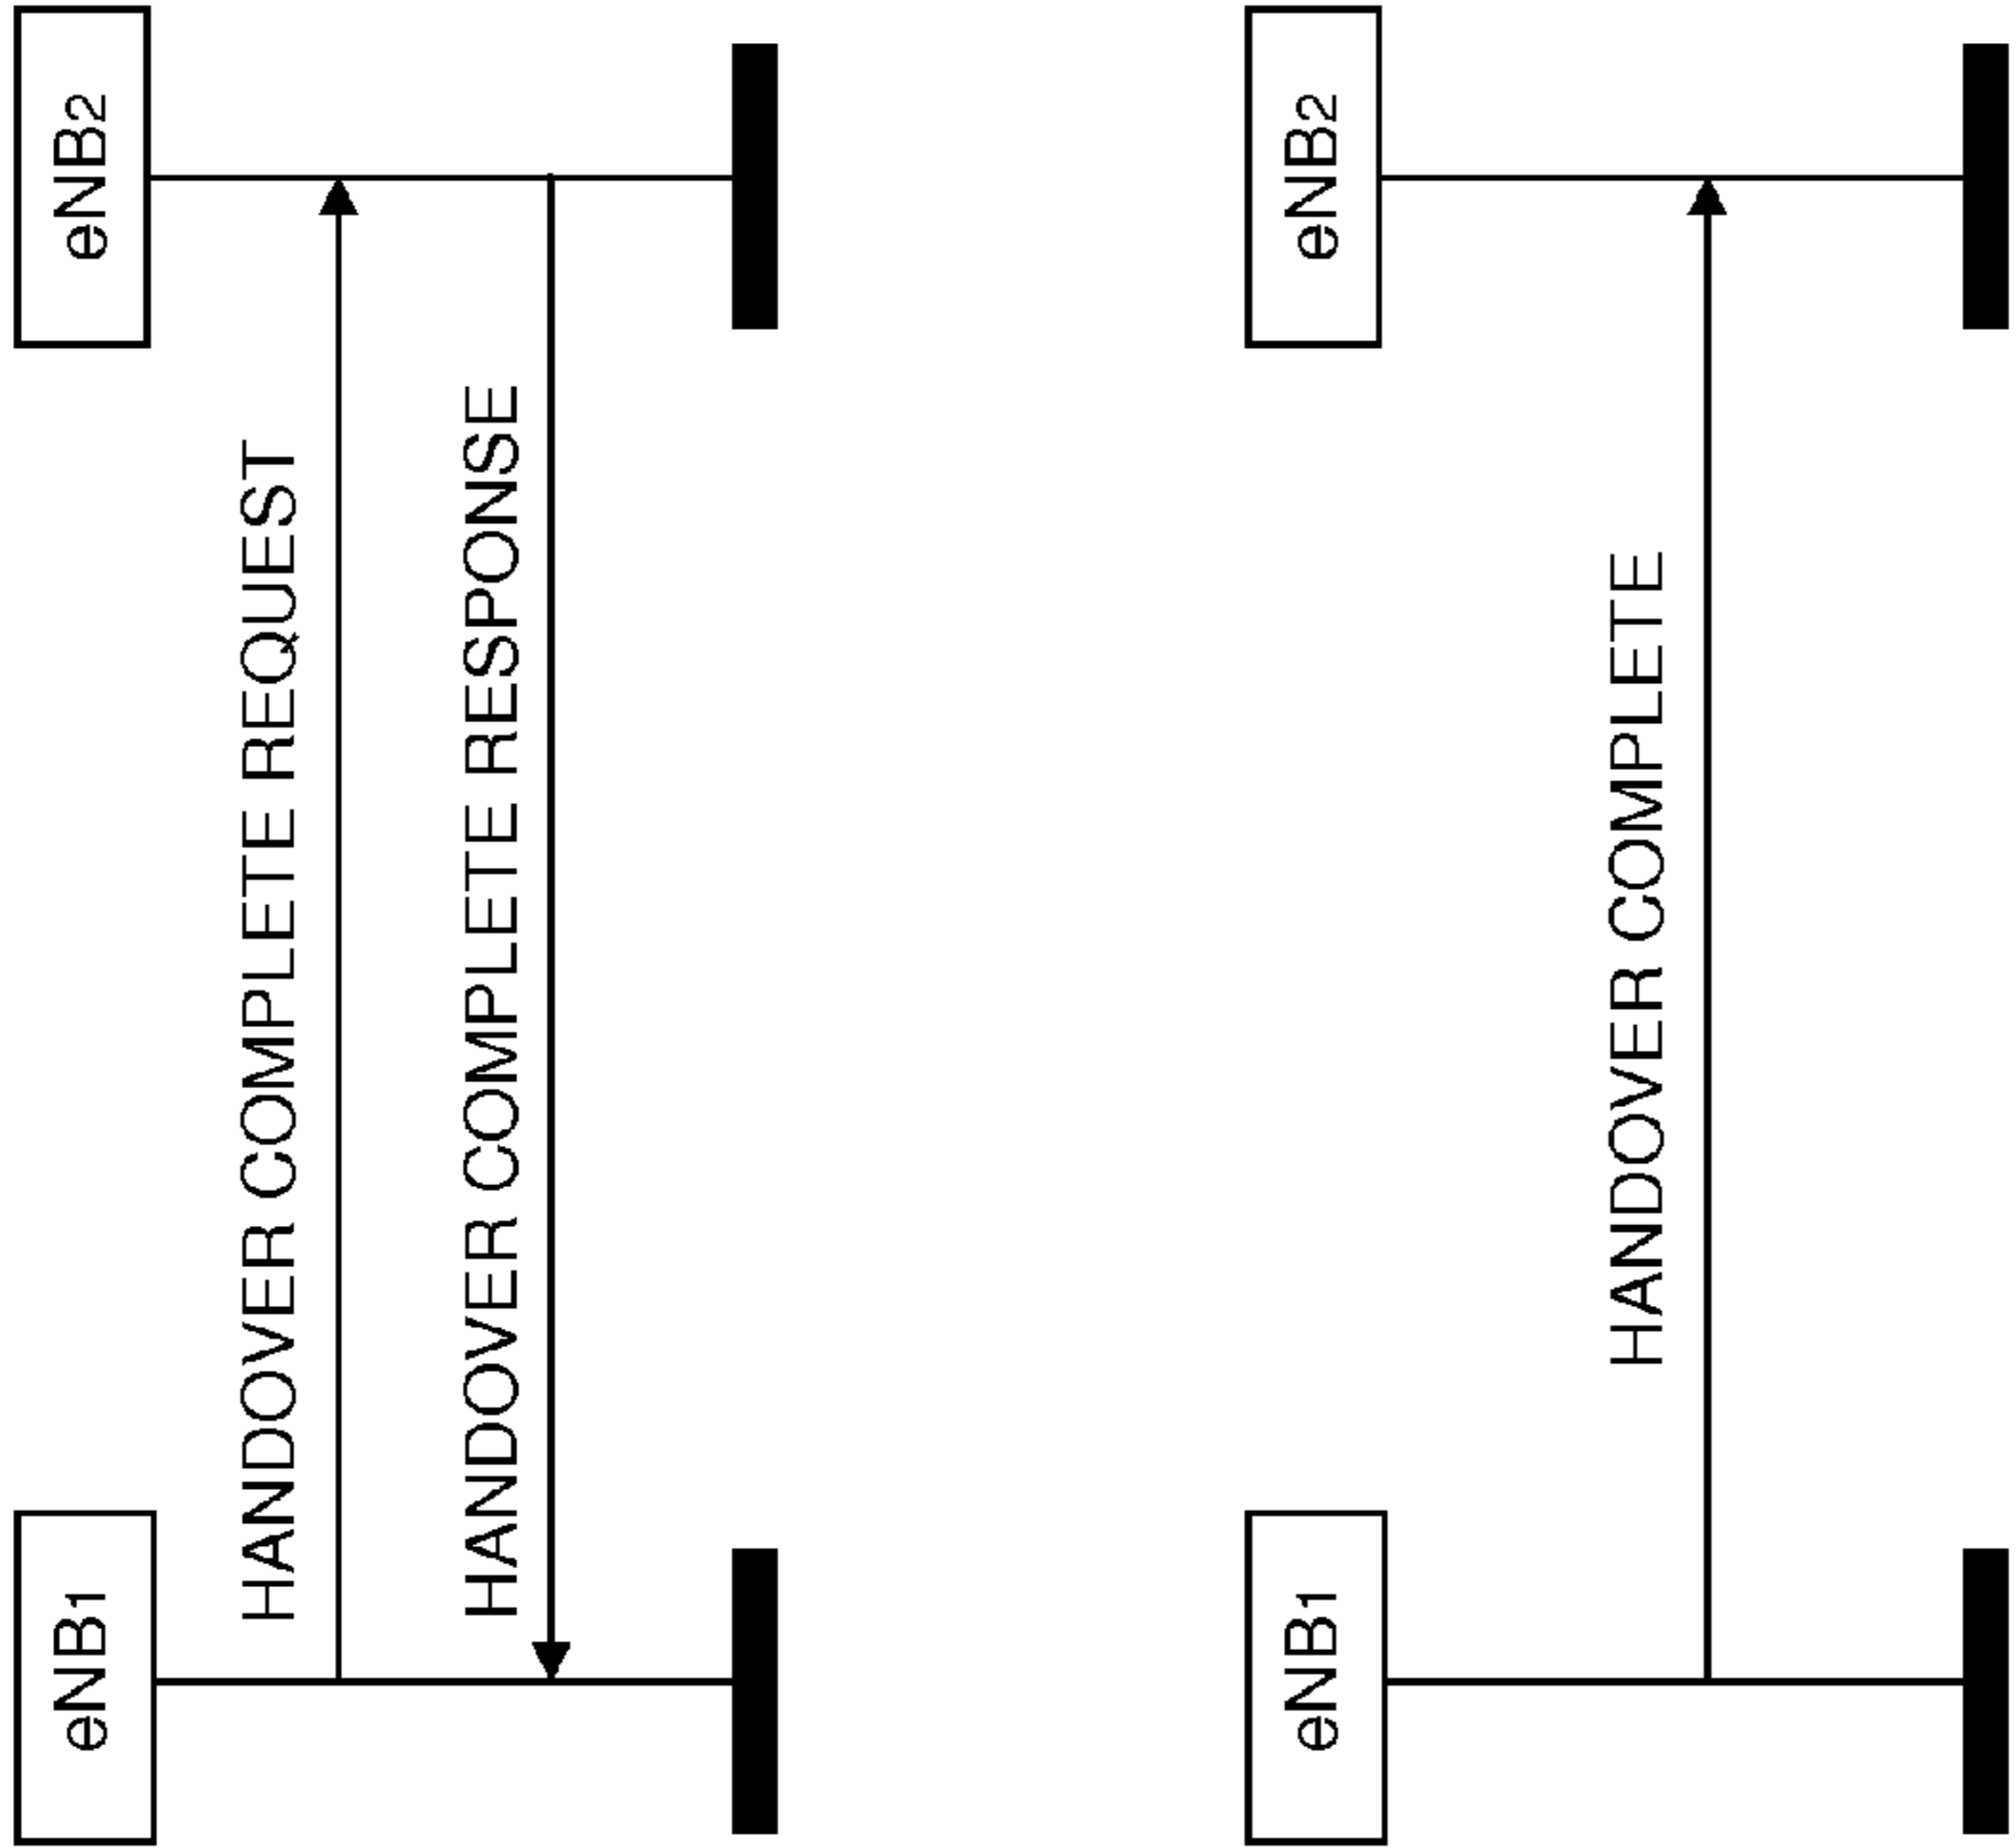 eNB1
eNB2
HANDOVER COMPLETE REQUEST
HANDOVER COMPLETE RESPONSE
eNB1
eNB2
HANDOVER COMPLETE